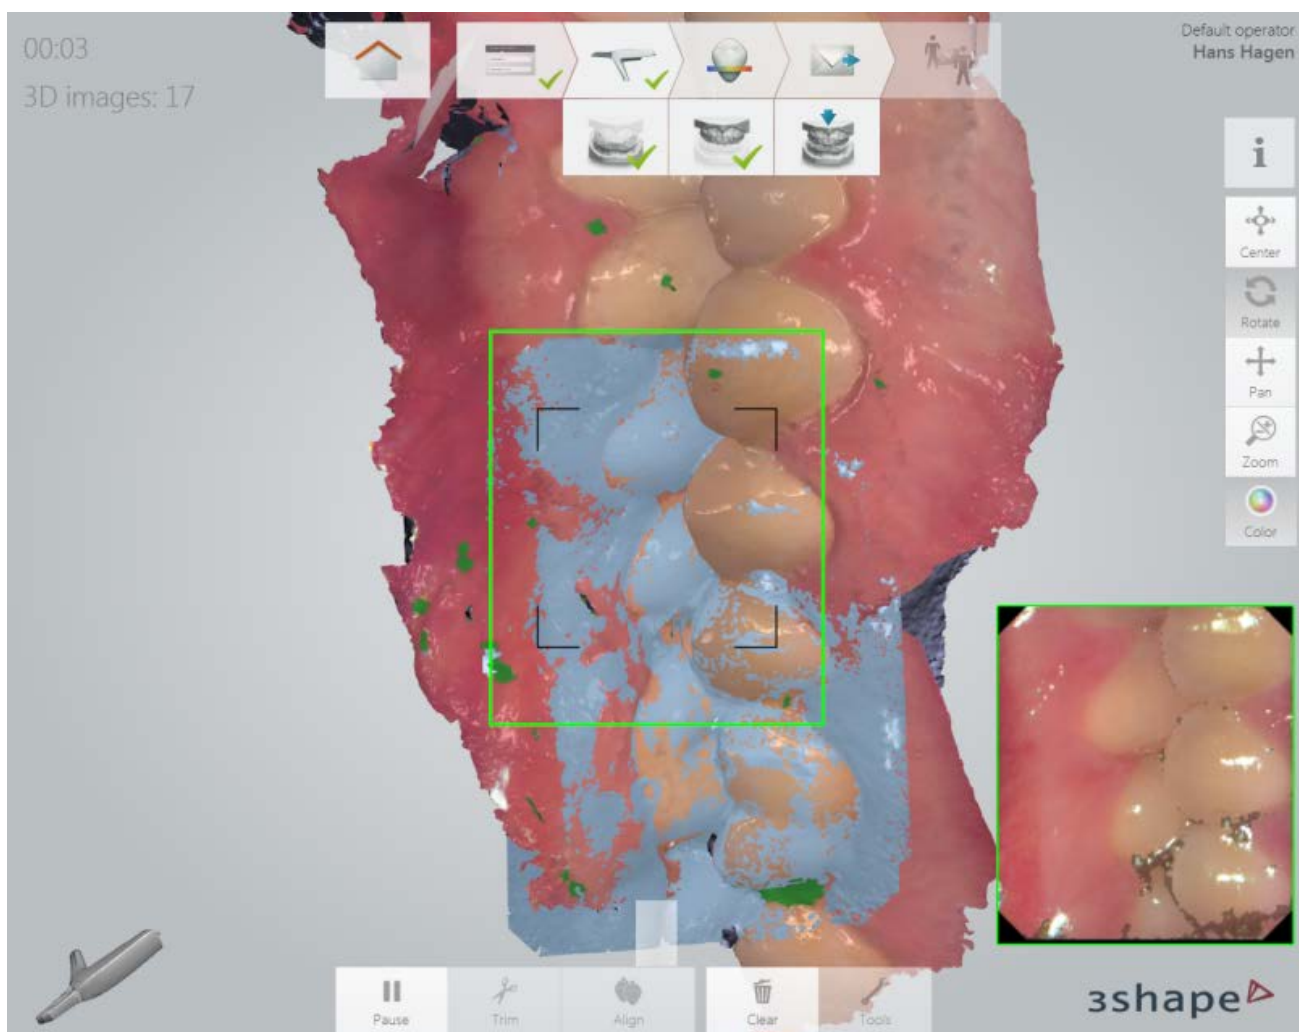 00:03
3D images: 17
Default operator
Hans Hagen
i
Center
Rotate
Pan
Zoom
Color
Pause
Trim
Align
Clear
Tools
3shape